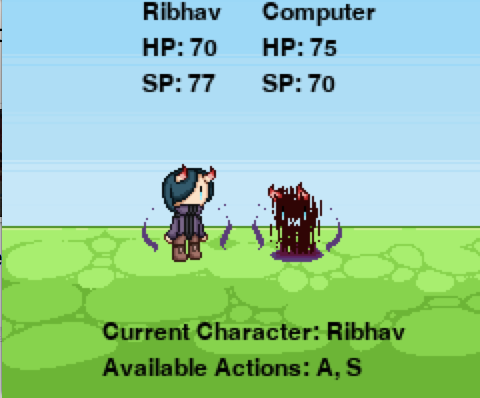 Ribhav Computer
HP: 70 HP: 75
SP: 77 SP: 70
Current Character: Ribhav
Available Actions: A, S